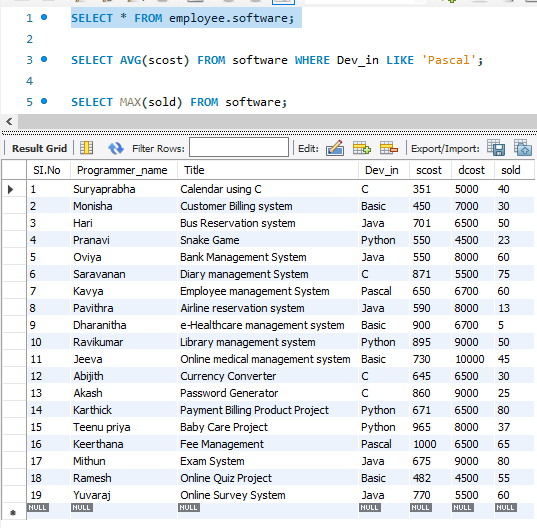 1 SELECT * FROM employee.software;
2
3 SELECT AVG(scost) FROM software WHERE Dev_in LIKE 'Pascal';
4
5 SELECT MAX(sold) FROM software;
Result Grid Filter Rows: Edit: Export/Import:
SI.No Programmer_name Title Dev_in scost dcost sold
1 Suryaprabha Calendar using C C 351 5000 40
2 Monisha Customer Billing system Basic 450 7000 30
3 Hari Bus Reservation system Java 701 6500 50
4 Pranavi Snake Game Python 550 4500 23
5 Oviya Bank Management System Java 550 8000 60
6 Saravanan Diary management System C 871 5500 75
7 Kavya Employee management System Pascal 650 6700 60
8 Pavithra Airline reservation system Java 590 8000 13
9 Dharanitha e-Healthcare management system Basic 900 6700 5
10 Ravikumar Library management system Python 895 9000 50
11 Jeeva Online medical management system Basic 730 10000 45
12 Abijith Currency Converter C 645 6500 30
13 Akash Password Generator C 860 9000 25
14 Karthick Payment Billing Product Project Python 671 6500 80
15 Teenu priya Baby Care Project Python 965 8000 37
16 Keerthana Fee Management Pascal 1000 6500 65
17 Mithun Exam System Java 675 9000 80
18 Ramesh Online Quiz Project Basic 482 4500 55
19 Yuvaraj Online Survey System Java 770 5500 60
NULL NULL NULL NULL NULL NULL NULL